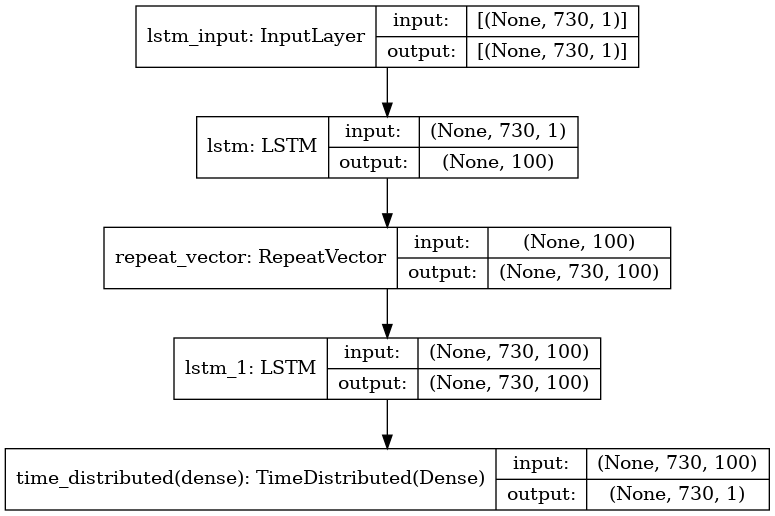 lstm_input: InputLayer
input: [(None, 730, 1)]
output: [(None, 730, 1)]
lstm: LSTM
input: (None, 730, 1)
output: (None, 100)
repeat_vector: RepeatVector
input: (None, 100)
output: (None, 730, 100)
lstm_1: LSTM
input: (None, 730, 100)
output: (None, 730, 100)
time_distributed(dense): TimeDistributed(Dense)
input: (None, 730, 100)
output: (None, 730, 1)